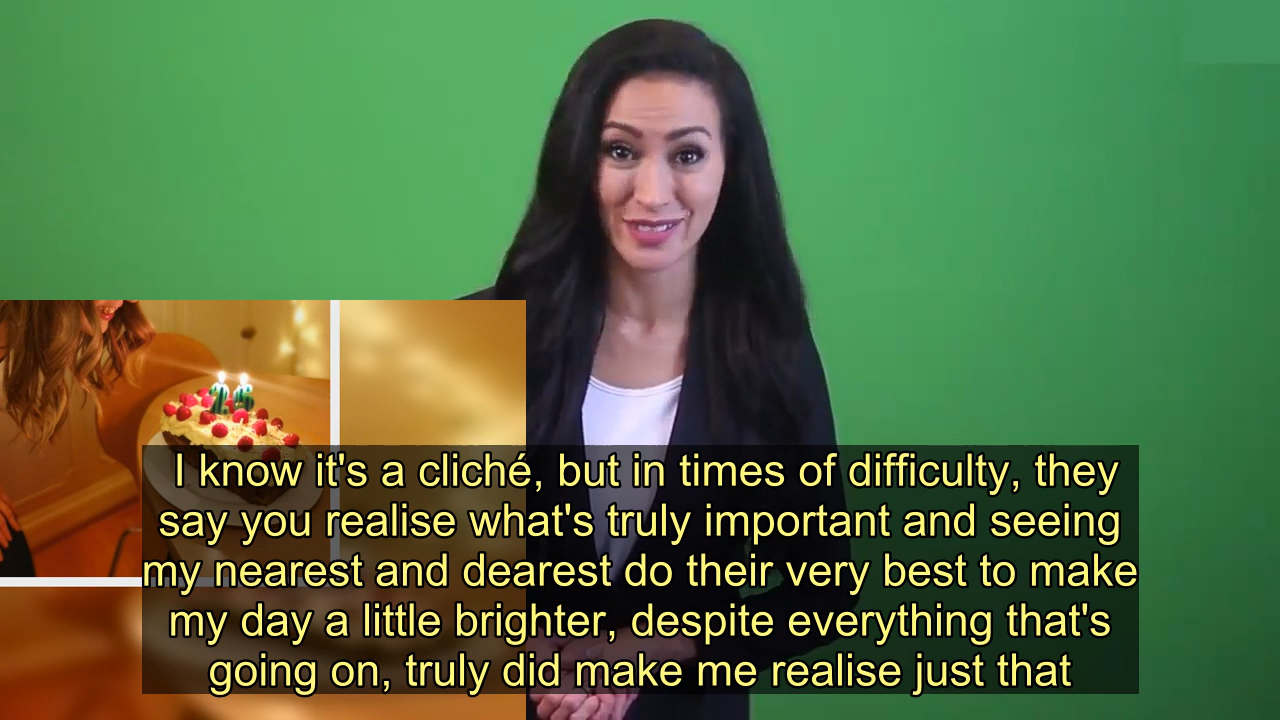 26
I know it's a cliché, but in times of difficulty, they
say you realise what's truly important and seeing
my nearest and dearest do their very best to make
my day a little brighter, despite everything that's
going on, truly did make me realise just that